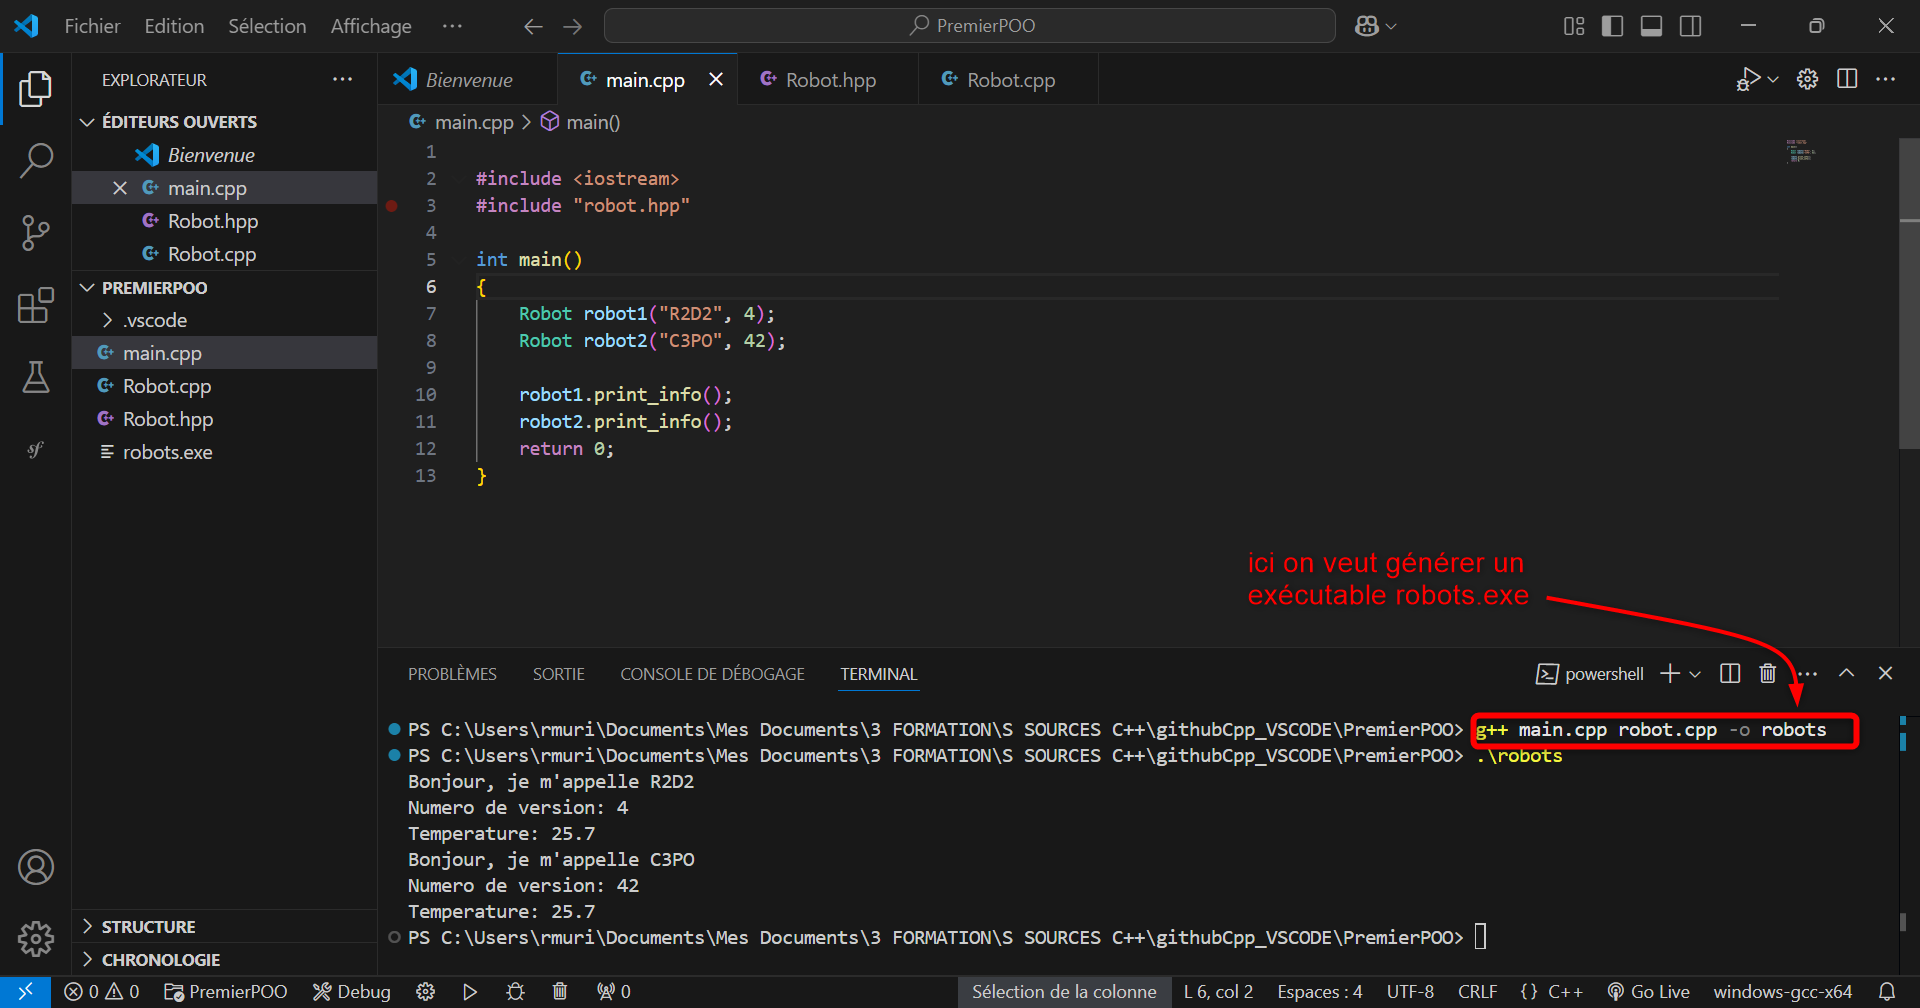 Fichier Edition Sélection Affichage ··· PremierPOO
EXPLORATEUR ···
ÉDITEURS OUVERTS
Bienvenue
main.cpp
Robot.hpp
Robot.cpp
PREMIERPOO
.vscode
main.cpp
Robot.cpp
Robot.hpp
robots.exe
STRUCTURE
CHRONOLOGIE
Bienvenue main.cpp Robot.hpp Robot.cpp
main.cpp > main()
1
2 #include <iostream>
3 #include "robot.hpp"
4
5 int main()
6 {
7 Robot robot1("R2D2", 4);
8 Robot robot2("C3PO", 42);
9
10 robot1.print_info();
11 robot2.print_info();
12 return 0;
13 }
ici on veut générer un
exécutable robots.exe
PROBLÈMES SORTIE CONSOLE DE DÉBOGAGE TERMINAL powershell
PS C:\Users\rmuri\Documents\Mes Documents\3 FORMATION\S SOURCES C++\githubCpp_VSCODE\PremierPOO> g++ main.cpp robot.cpp -o robots
PS C:\Users\rmuri\Documents\Mes Documents\3 FORMATION\S SOURCES C++\githubCpp_VSCODE\PremierPOO> .\robots
Bonjour, je m'appelle R2D2
Numero de version: 4
Temperature: 25.7
Bonjour, je m'appelle C3PO
Numero de version: 42
Temperature: 25.7
PS C:\Users\rmuri\Documents\Mes Documents\3 FORMATION\S SOURCES C++\githubCpp_VSCODE\PremierPOO>
0 0 PremierPOO Debug 0 Sélection de la colonne L 6, col 2 Espaces : 4 UTF-8 CRLF {} C++ Go Live windows-gcc-x64